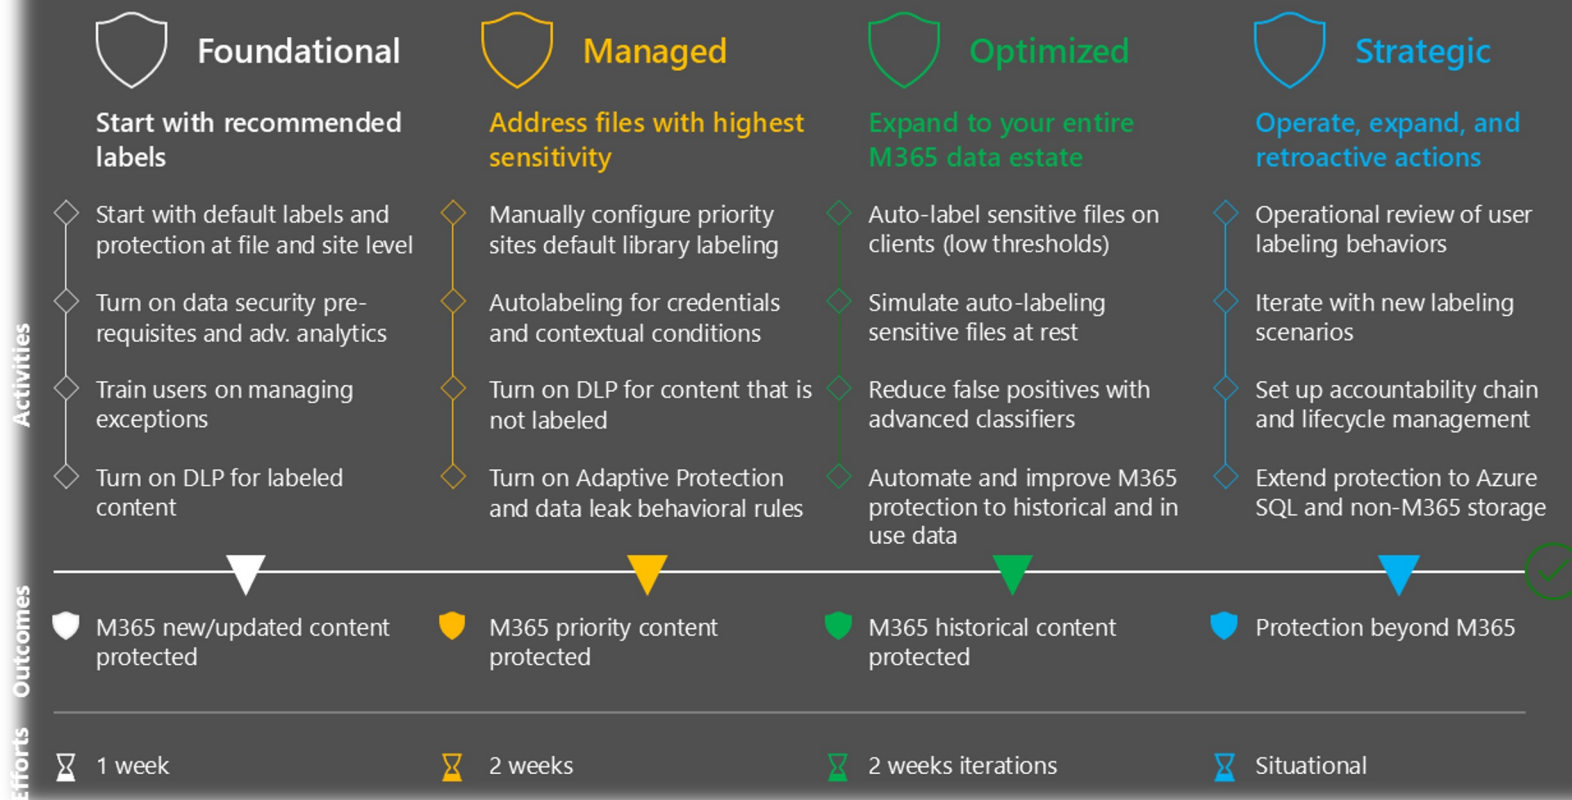 Foundational
Start with recommended
labels
Start with default labels and
protection at file and site level
Turn on data security pre-
requisites and adv. analytics
Train users on managing
exceptions
Turn on DLP for labeled
content
Managed
Address files with highest
sensitivity
Manually configure priority
sites default library labeling
Autolabeling for credentials
and contextual conditions
Turn on DLP for content that is
not labeled
Turn on Adaptive Protection
and data leak behavioral rules
Optimized
Expand to your entire
M365 data estate
Auto-label sensitive files on
clients (low thresholds)
Simulate auto-labeling
sensitive files at rest
Reduce false positives with
advanced classifiers
Automate and improve M365
protection to historical and in
use data
Strategic
Operate, expand, and
retroactive actions
Operational review of user
labeling behaviors
Iterate with new labeling
scenarios
Set up accountability chain
and lifecycle management
Extend protection to Azure
SQL and non-M365 storage
Activities
Outcomes
M365 new/updated content
protected
M365 priority content
protected
M365 historical content
protected
Protection beyond M365
Efforts
1 week
2 weeks
2 weeks iterations
Situational